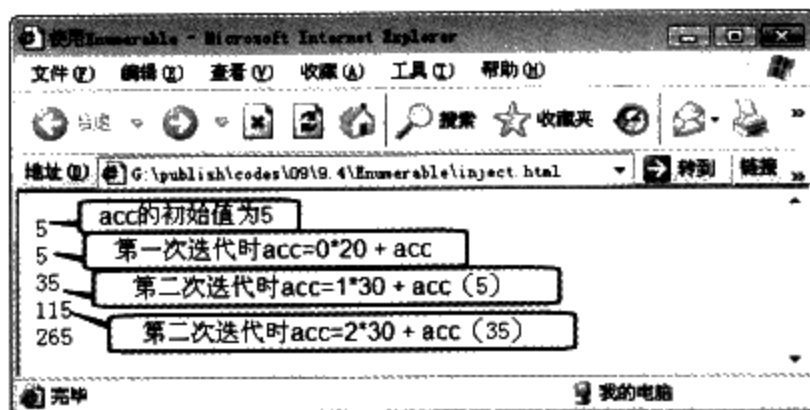 使用Enumerable - Microsoft Internet Explorer
文件(F) 编辑(E) 查看(V) 收藏(A) 工具(T) 帮助(H)
后退 搜索 收藏夹 »
地址(D) G:\publish\codes\09\9.4\Enumerable\inject.html 转到 链接 »
5 acc的初始值为5
5 第一次迭代时acc=0*20 + acc
35 第二次迭代时acc=1*30 + acc（5）
115 第二次迭代时acc=2*30 + acc（35）
265
完毕 我的电脑